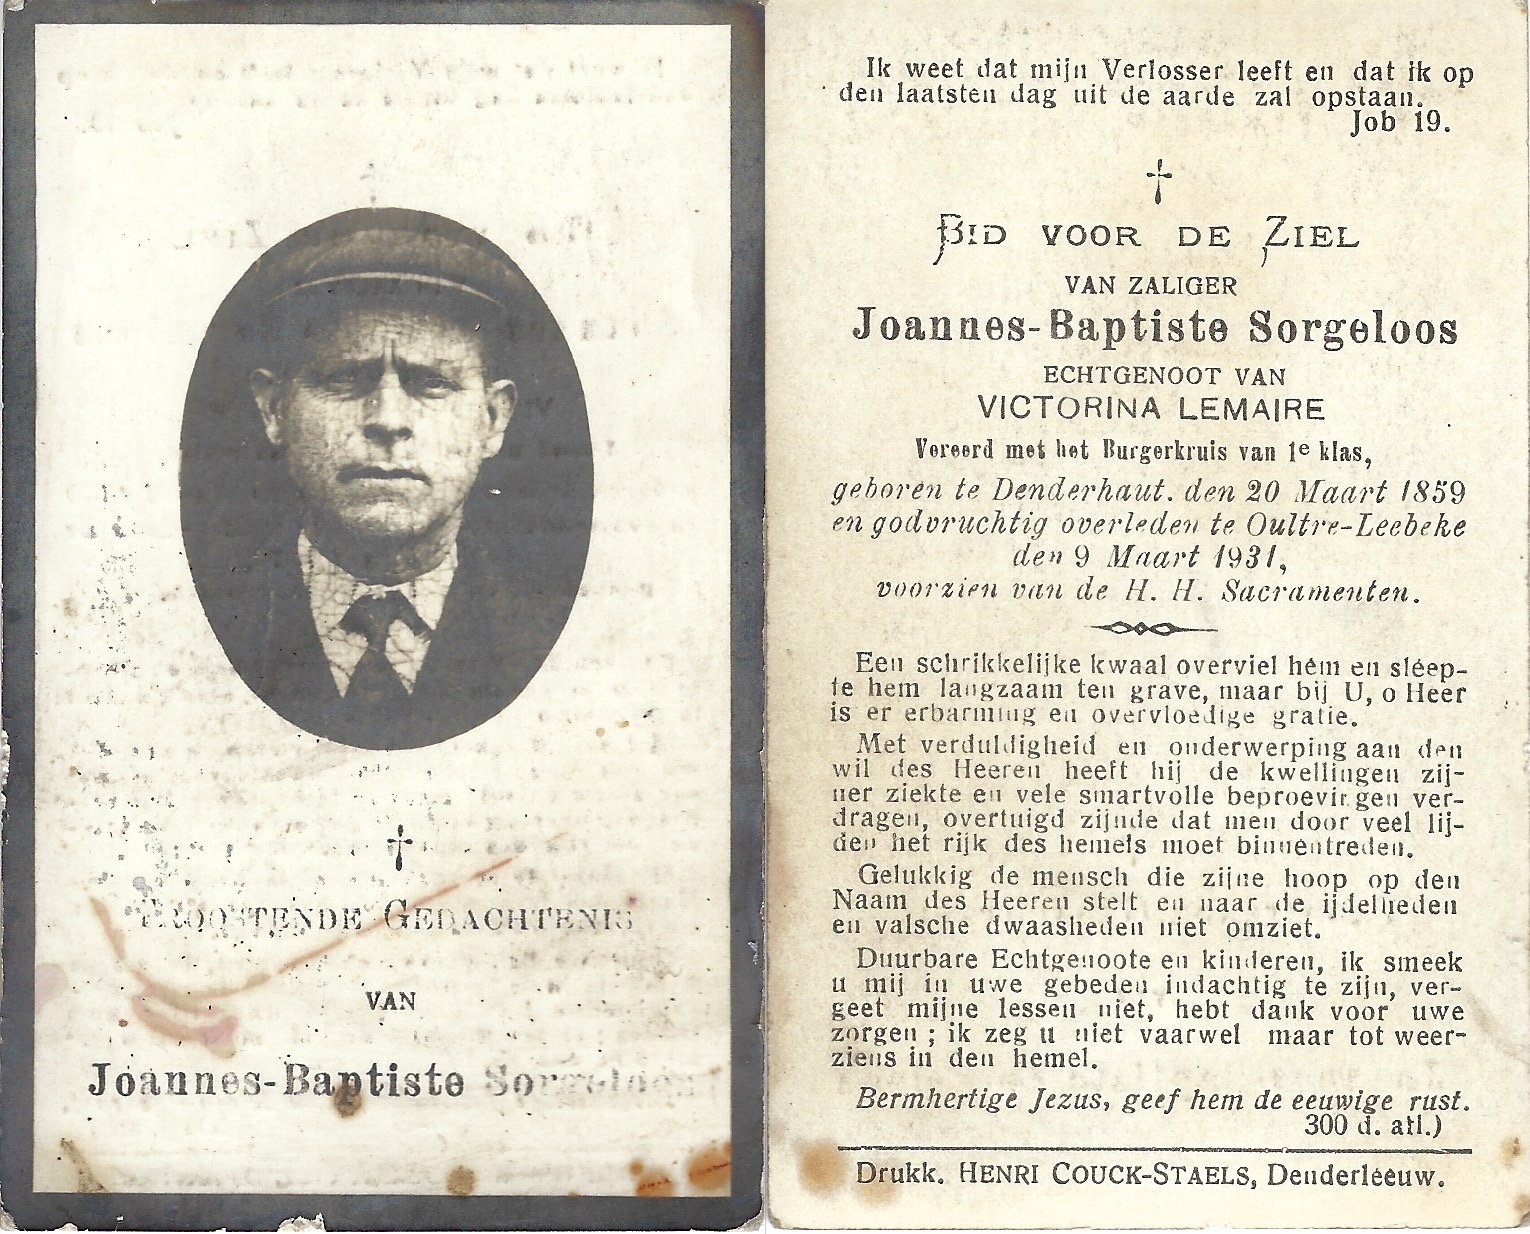 TROOSTENDE GEDACHTENIS
VAN
Joannes-Baptiste Sorgeloos
Ik weet dat mijn Verlosser leeft en dat ik op
den laatsten dag uit de aarde zal opstaan.
Job 19.
BID VOOR DE ZIEL
VAN ZALIGER
Joannes-Baptiste Sorgeloos
ECHTGENOOT VAN
VICTORINA LEMAIRE
Vereerd met het Burgerkruis van 1e klas,
geboren te Denderhaut. den 20 Maart 1859
en godvruchtig overleden te Oultre-Leebeke
den 9 Maart 1931,
voorzien van de H. H. Sacramenten.
Een schrikkelijke kwaal overviel hem en sleep-
te hem langzaam ten grave, maar bij U, o Heer
is er erbarming en overvloedige gratie.
Met verduldigheid en onderwerping aan den
wil des Heeren heeft hij de kwellingen zij-
ner ziekte en vele smartvolle beproevingen ver-
dragen, overtuigd zijnde dat men door veel lij-
den het rijk des hemels moet binnentreden.
Gelukkig de mensch die zijne hoop op den
Naam des Heeren stelt en naar de ijdelheden
en valsche dwaasheden niet omziet.
Duurbare Echtgenoote en kinderen, ik smeek
u mij in uwe gebeden indachtig te zijn, ver-
geet mijne lessen niet, hebt dank voor uwe
zorgen ; ik zeg u niet vaarwel maar tot weer-
ziens in den hemel.
Bermhertige Jezus, geef hem de eeuwige rust.
300 d. afl.)
Drukk. HENRI COUCK-STAELS, Denderleeuw.